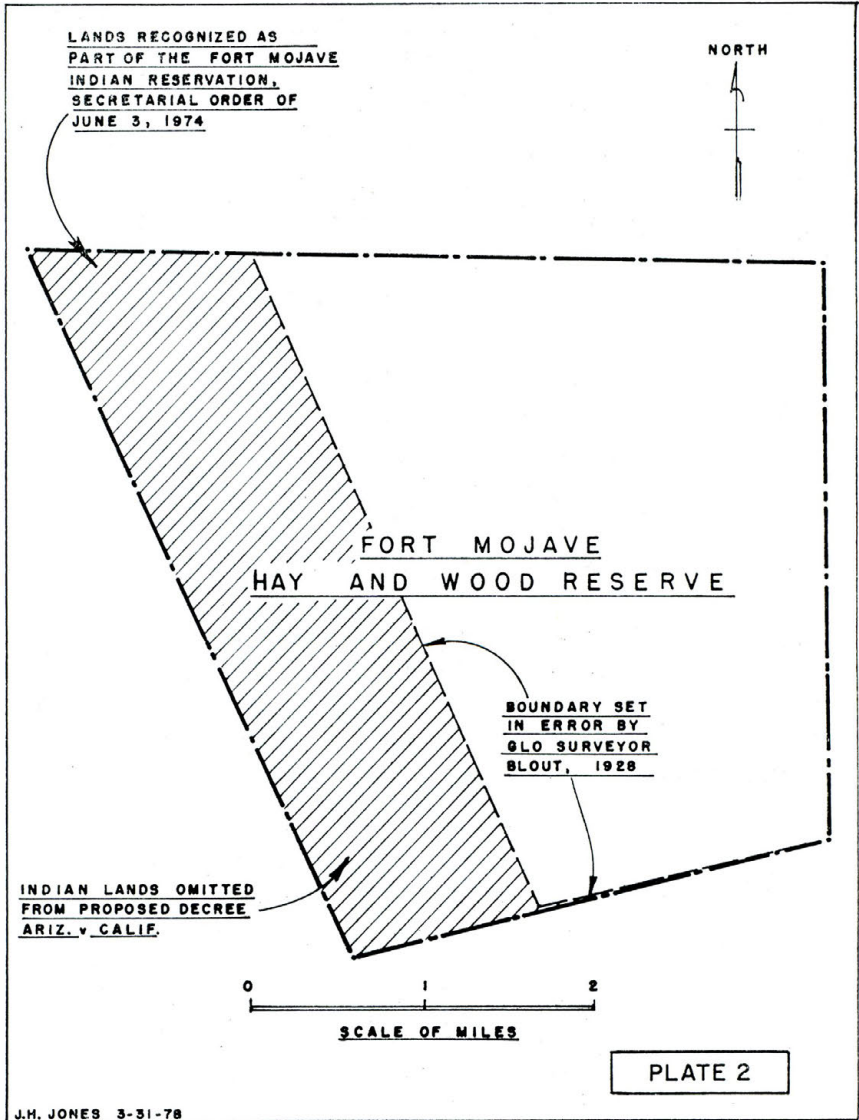 LANDS RECOGNIZED AS
PART OF THE FORT MOJAVE
INDIAN RESERVATION,
SECRETARIAL ORDER OF
JUNE 3, 1974
NORTH
FORT MOJAVE
HAY AND WOOD RESERVE
BOUNDARY SET
IN ERROR BY
GLO SURVEYOR
BLOUT, 1928
INDIAN LANDS OMITTED
FROM PROPOSED DECREE
ARIZ. v CALIF.
0 1 2
SCALE OF MILES
PLATE 2
J.H. JONES 3-31-78